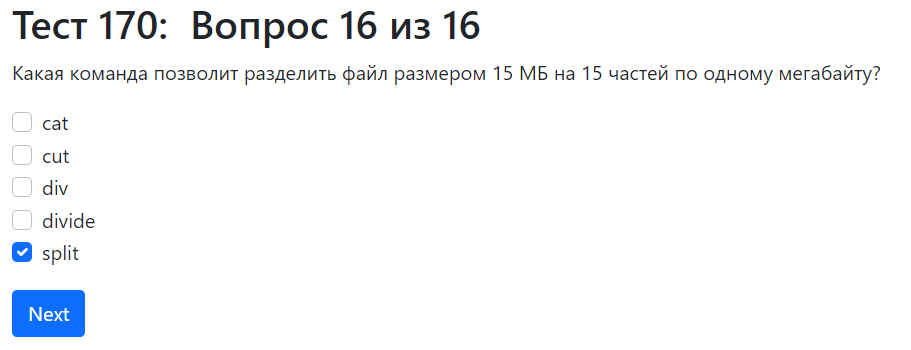 Тест 170: Вопрос 16 из 16
Какая команда позволит разделить файл размером 15 МБ на 15 частей по одному мегабайту?
cat
cut
div
divide
split
Next